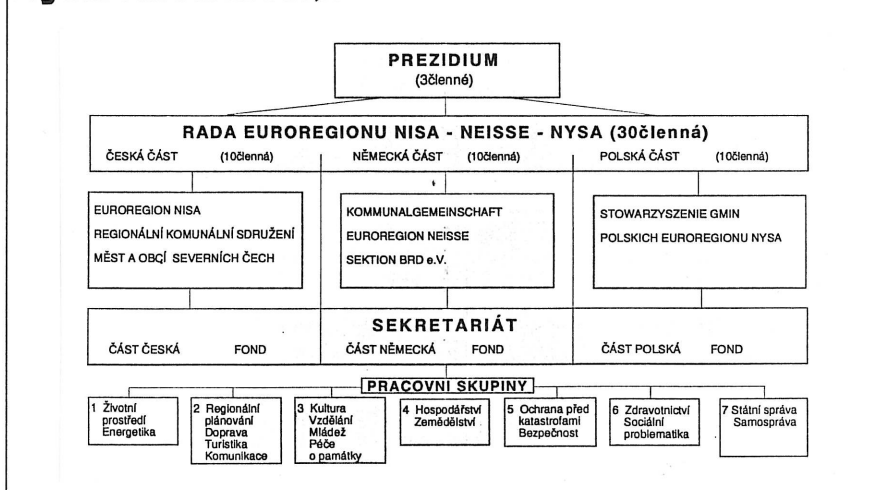 PREZIDIUM
(3členné)
RADA EUROREGIONU NISA - NEISSE - NYSA (30členná)
ČESKÁ ČÁST (10členná) NĚMECKÁ ČÁST (10členná) POLSKÁ ČÁST (10členná)
EUROREGION NISA
REGIONÁLNÍ KOMUNÁLNÍ SDRUŽENÍ
MĚST A OBCÍ SEVERNÍCH ČECH
KOMMUNALGEMEINSCHAFT
EUROREGION NEISSE
SEKTION BRD e.V.
STOWARZYSZENIE GMIN
POLSKICH EUROREGIONU NYSA
SEKRETARIÁT
ČÁST ČESKÁ FOND ČÁST NĚMECKÁ FOND ČÁST POLSKÁ FOND
PRACOVNI SKUPINY
1 Životní
prostředí
Energetika
2 Regionální
plánování
Doprava
Turistika
Komunikace
3 Kultura
Vzdělání
Mládež
Péče
o památky
4 Hospodářství
Zemědělství
5 Ochrana před
katastrofami
Bezpečnost
6 Zdravotnictví
Sociální
problematika
7 Státní správa
Samospráva